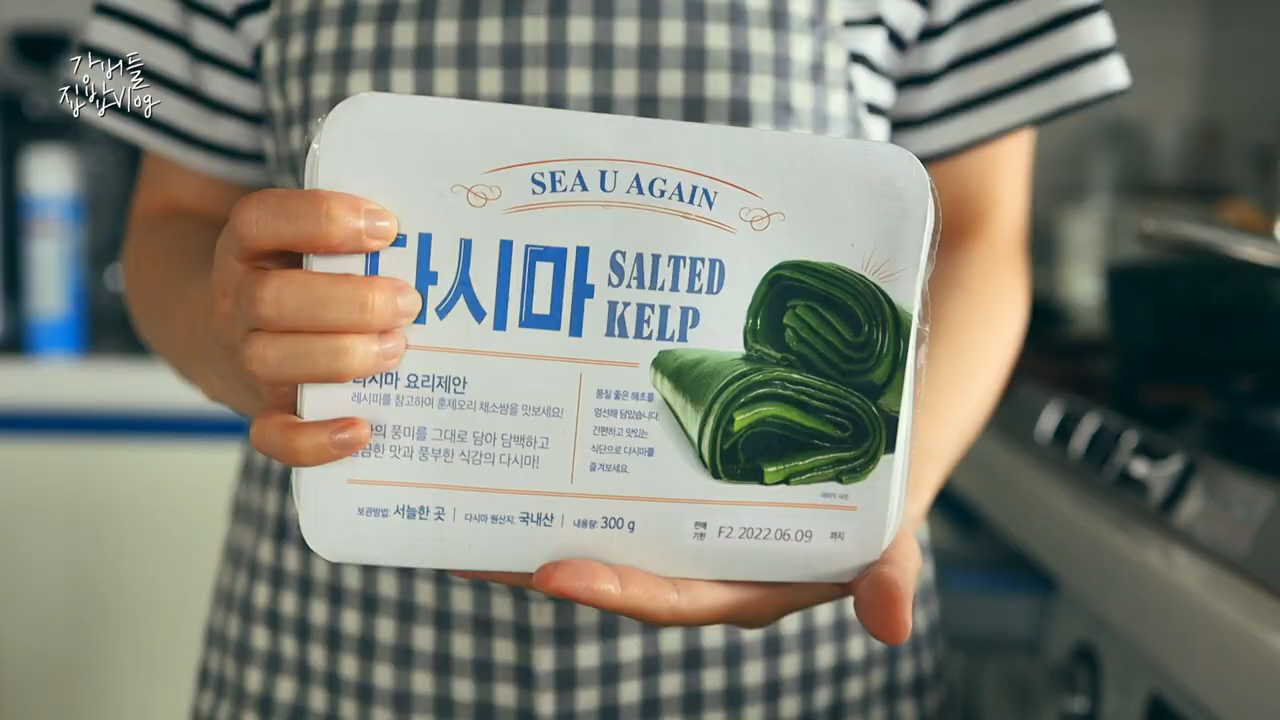 강버들
집밥 Vlog
SEA U AGAIN
다시마
SALTED
KELP
다시마 요리제안
레시피를 참고하여 훈제오리 채소쌈을 맛보세요!
풍미를 그대로 담아 담백하고
맛과 풍부한 식감의 다시마!
품질 좋은 해초를
엄선해 담았습니다.
간편하고 맛있는
식단으로 다시마를
즐겨보세요.
보관방법: 서늘한 곳 | 다시마 원산지: 국내산 | 내용량: 300 g
판매
기한
F2.2022.06.09 까지